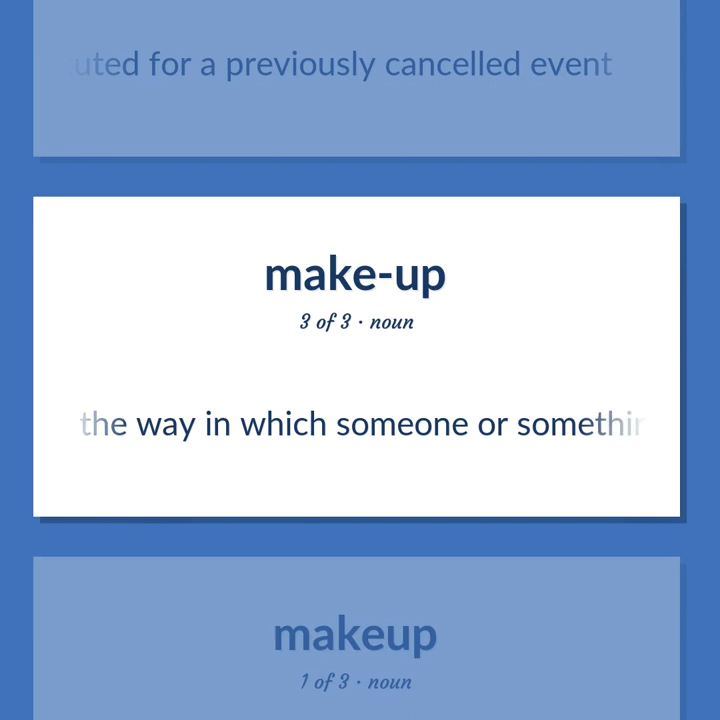 for a previously cancelled event
make-up
3 of 3 · noun
the way in which someone or
makeup
1 of 3 · noun